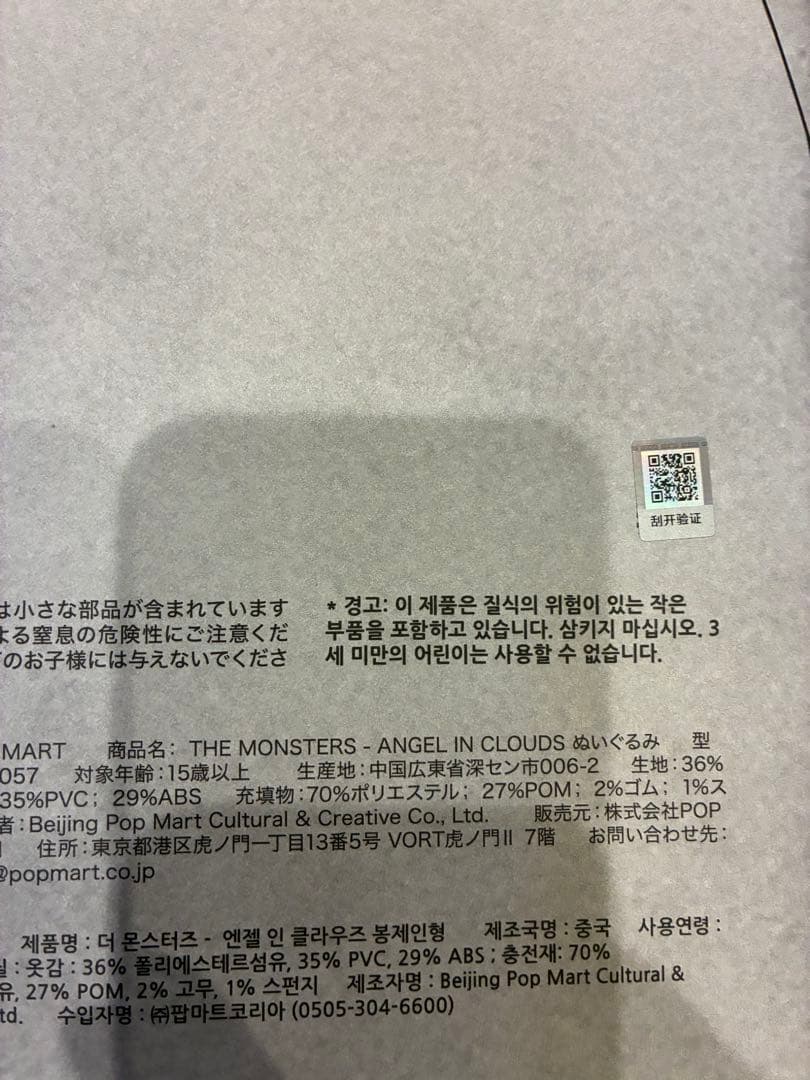 刮开验证
は小さな部品が含まれています
よる窒息の危険性にご注意くだ
のお子様には与えないでくださ
* 경고: 이 제품은 질식의 위험이 있는 작은
부품을 포함하고 있습니다. 삼키지 마십시오. 3
세 미만의 어린이는 사용할 수 없습니다.
MART 商品名： THE MONSTERS - ANGEL IN CLOUDS ぬいぐるみ 型
057 対象年齢：15歳以上 生産地：中国広東省深セン市006-2 生地：36%
35%PVC； 29%ABS 充填物：70%ポリエステル； 27%POM； 2%ゴム； 1%ス
者：Beijing Pop Mart Cultural & Creative Co., Ltd. 販売元：株式会社POP
住所：東京都港区虎ノ門一丁目13番5号 VORT虎ノ門II 7階 お問い合わせ先：
@popmart.co.jp
제품명 : 더 몬스터즈 - 엔젤 인 클라우즈 봉제인형 제조국명 : 중국 사용연령 :
질 : 옷감 : 36% 폴리에스테르섬유, 35% PVC, 29% ABS ; 충전재: 70%
유, 27% POM, 2% 고무, 1% 스펀지 제조자명 : Beijing Pop Mart Cultural &
td. 수입자명 : ㈜팝마트코리아 (0505-304-6600)